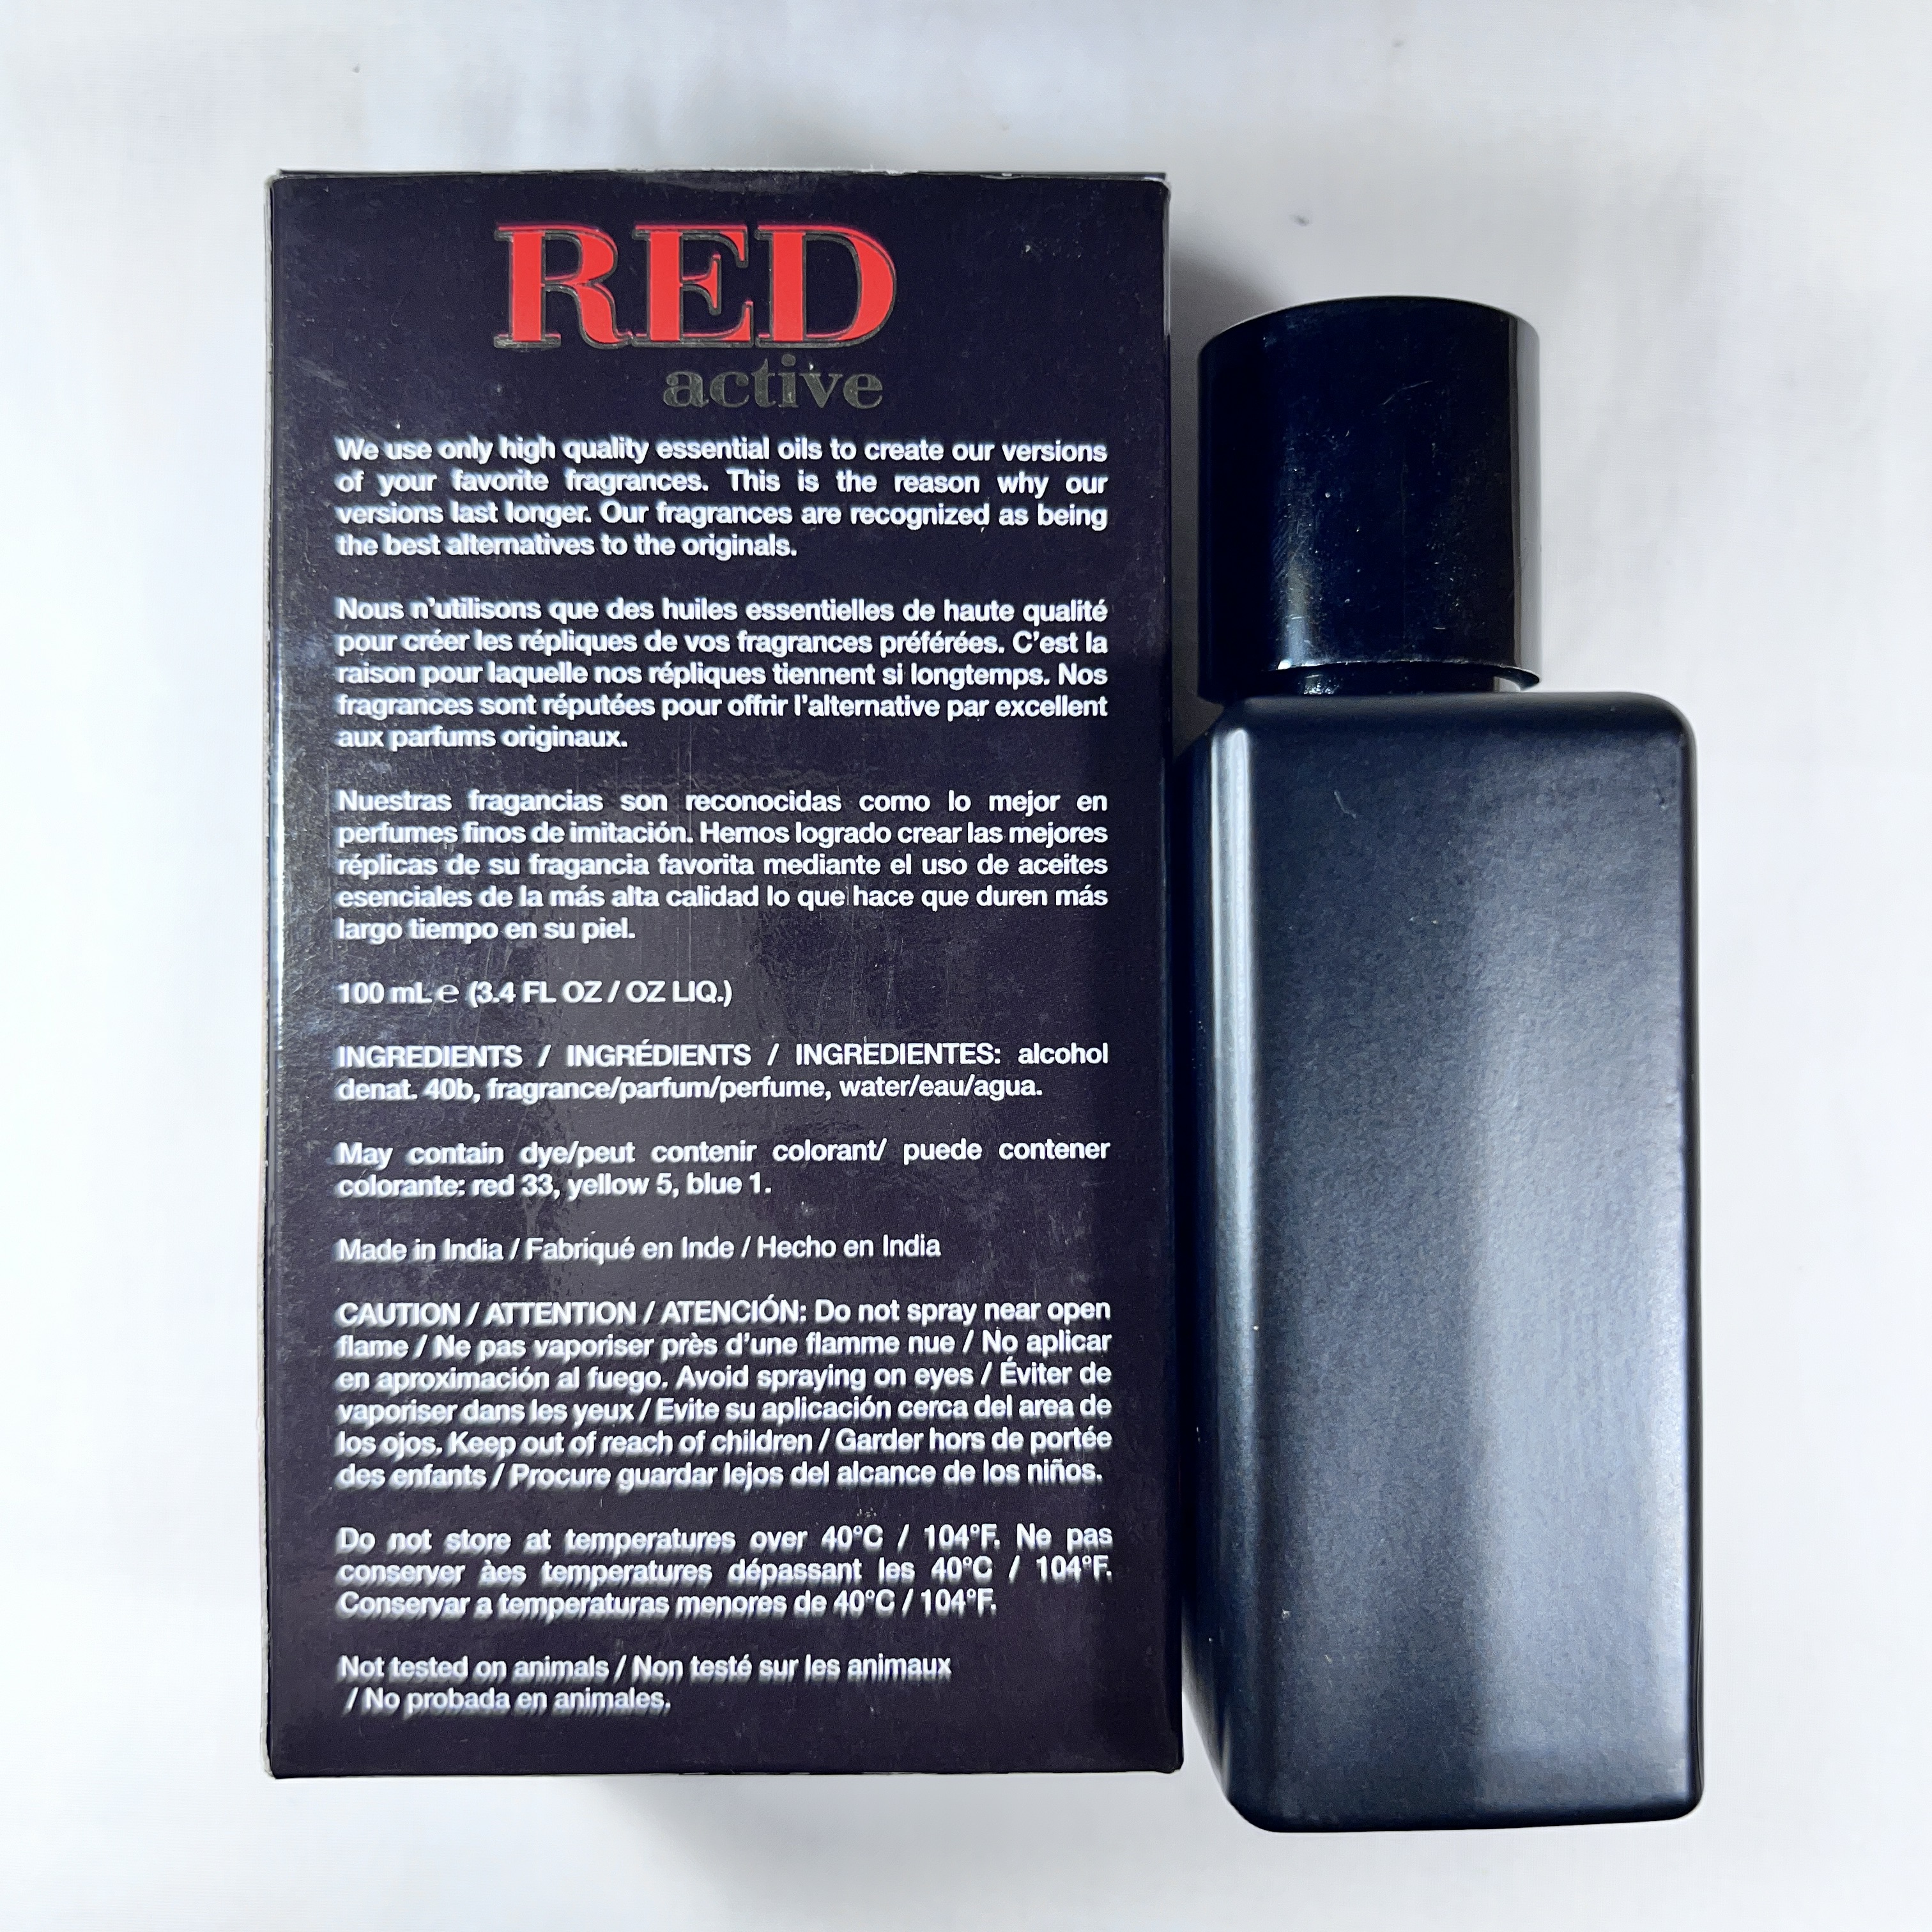 RED
active
We use only high quality essential oils to create our versions
of your favorite fragrances. This is the reason why our
versions last longer. Our fragrances are recognized as being
the best alternatives to the originals.
Nous n'utilisons que des huiles essentielles de haute qualité
pour créer les répliques de vos fragrances préférées. C'est la
raison pour laquelle nos répliques tiennent si longtemps. Nos
fragrances sont réputées pour offrir l'alternative par excellent
aux parfums originaux.
Nuestras fragancias son reconocidas como lo mejor en
perfumes finos de imitación. Hemos logrado crear las mejores
réplicas de su fragancia favorita mediante el uso de aceites
esenciales de la más alta calidad lo que hace que duren más
largo tiempo en su piel.
100 mL ℮ (3.4 FL OZ / OZ LIQ.)
INGREDIENTS / INGRÉDIENTS / INGREDIENTES: alcohol
denat. 40b, fragrance/parfum/perfume, water/eau/agua.
May contain dye/peut contenir colorant/ puede contener
colorante: red 33, yellow 5, blue 1.
Made in India / Fabriqué en Inde / Hecho en India
CAUTION / ATTENTION / ATENCIÓN: Do not spray near open
flame / Ne pas vaporiser près d'une flamme nue / No aplicar
en aproximación al fuego. Avoid spraying on eyes / Éviter de
vaporiser dans les yeux / Evite su aplicación cerca del area de
los ojos. Keep out of reach of children / Garder hors de portée
des enfants / Procure guardar lejos del alcance de los niños.
Do not store at temperatures over 40°C / 104°F. Ne pas
conserver àes temperatures dépassant les 40°C / 104°F.
Conservar a temperaturas menores de 40°C / 104°F.
Not tested on animals / Non testé sur les animaux
/ No probada en animales.